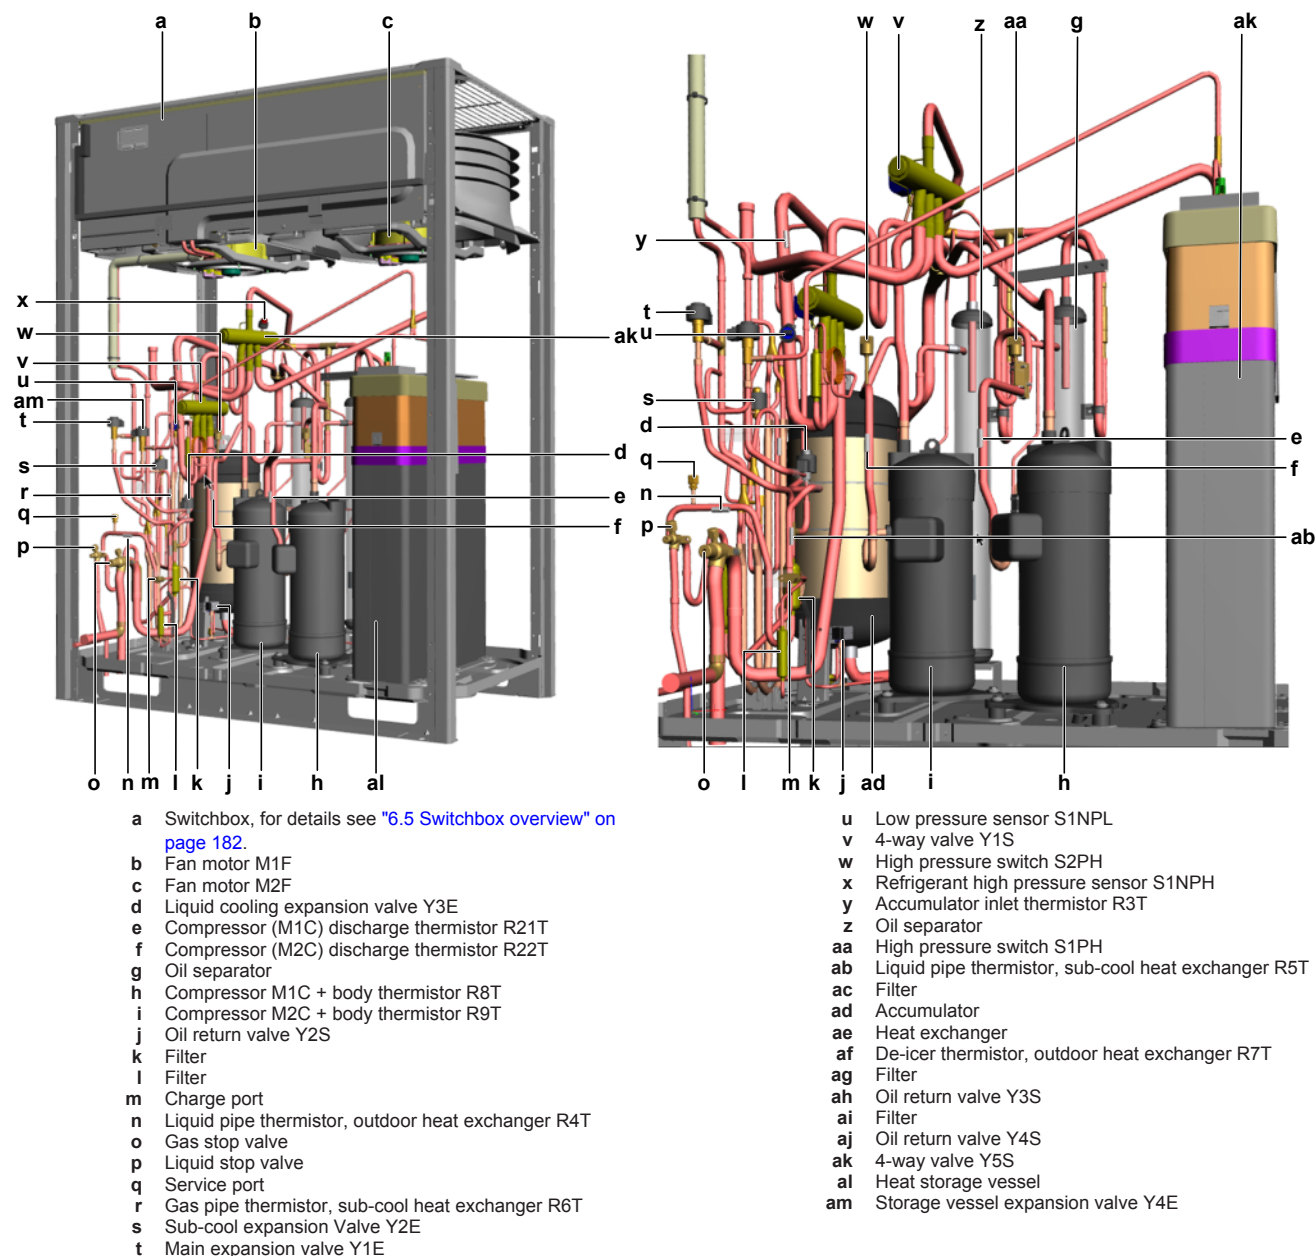 a b c
x
w
v
u
am
t
s
r
q
p
ak
d
e
f
o n m l k j i h al
w v z aa g ak
y
t
u
s
d
q
n
p
e
f
ab
o l m k j ad i h
a Switchbox, for details see "6.5 Switchbox overview" on
page 182.
b Fan motor M1F
c Fan motor M2F
d Liquid cooling expansion valve Y3E
e Compressor (M1C) discharge thermistor R21T
f Compressor (M2C) discharge thermistor R22T
g Oil separator
h Compressor M1C + body thermistor R8T
i Compressor M2C + body thermistor R9T
j Oil return valve Y2S
k Filter
l Filter
m Charge port
n Liquid pipe thermistor, outdoor heat exchanger R4T
o Gas stop valve
p Liquid stop valve
q Service port
r Gas pipe thermistor, sub-cool heat exchanger R6T
s Sub-cool expansion Valve Y2E
t Main expansion valve Y1E
u Low pressure sensor S1NPL
v 4-way valve Y1S
w High pressure switch S2PH
x Refrigerant high pressure sensor S1NPH
y Accumulator inlet thermistor R3T
z Oil separator
aa High pressure switch S1PH
ab Liquid pipe thermistor, sub-cool heat exchanger R5T
ac Filter
ad Accumulator
ae Heat exchanger
af De-icer thermistor, outdoor heat exchanger R7T
ag Filter
ah Oil return valve Y3S
ai Filter
aj Oil return valve Y4S
ak 4-way valve Y5S
al Heat storage vessel
am Storage vessel expansion valve Y4E